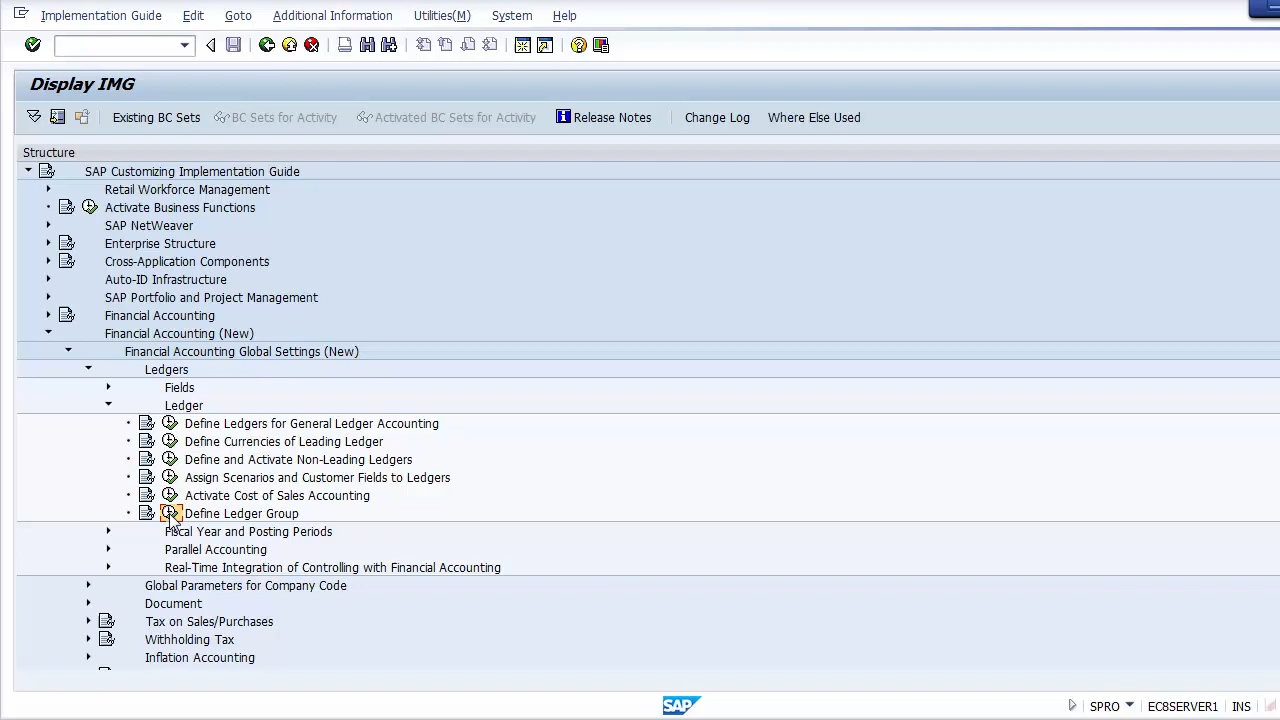 Implementation Guide Edit Goto Additional Information Utilities(M) System Help
Display IMG
Existing BC Sets BC Sets for Activity Activated BC Sets for Activity Release Notes Change Log Where Else Used
Structure
SAP Customizing Implementation Guide
Retail Workforce Management
Activate Business Functions
SAP NetWeaver
Enterprise Structure
Cross-Application Components
Auto-ID Infrastructure
SAP Portfolio and Project Management
Financial Accounting
Financial Accounting (New)
Financial Accounting Global Settings (New)
Ledgers
Fields
Ledger
Define Ledgers for General Ledger Accounting
Define Currencies of Leading Ledger
Define and Activate Non-Leading Ledgers
Assign Scenarios and Customer Fields to Ledgers
Activate Cost of Sales Accounting
Define Ledger Group
Fiscal Year and Posting Periods
Parallel Accounting
Real-Time Integration of Controlling with Financial Accounting
Global Parameters for Company Code
Document
Tax on Sales/Purchases
Withholding Tax
Inflation Accounting
SAP SPRO EC8SERVER1 INS